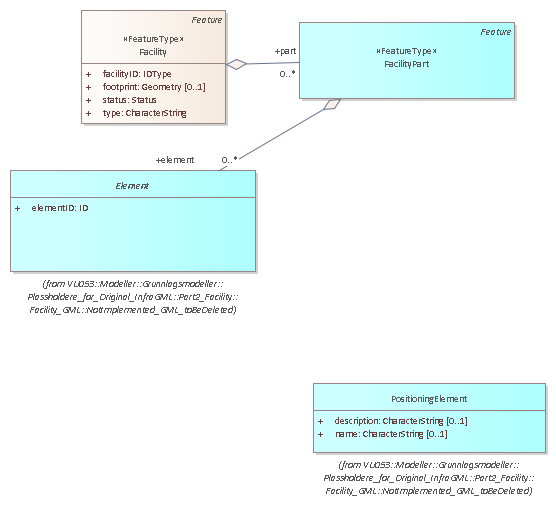 Feature
«FeatureType»
Facility
+ facilityID: IDType
+ footprint: Geometry [0..1]
+ status: Status
+ type: CharacterString
+part
0..*
Feature
«FeatureType»
FacilityPart
+element 0..*
Element
+ elementID: ID
(from VU053::Modeller::Grunnlagsmodeller::
Plassholdere_for_Original_InfraGML::Part2_Facility::
Facility_GML::NotImplemented_GML_toBeDeleted)
PositioningElement
+ description: CharacterString [0..1]
+ name: CharacterString [0..1]
(from VU053::Modeller::Grunnlagsmodeller::
Plassholdere_for_Original_InfraGML::Part2_Facility::
Facility_GML::NotImplemented_GML_toBeDeleted)